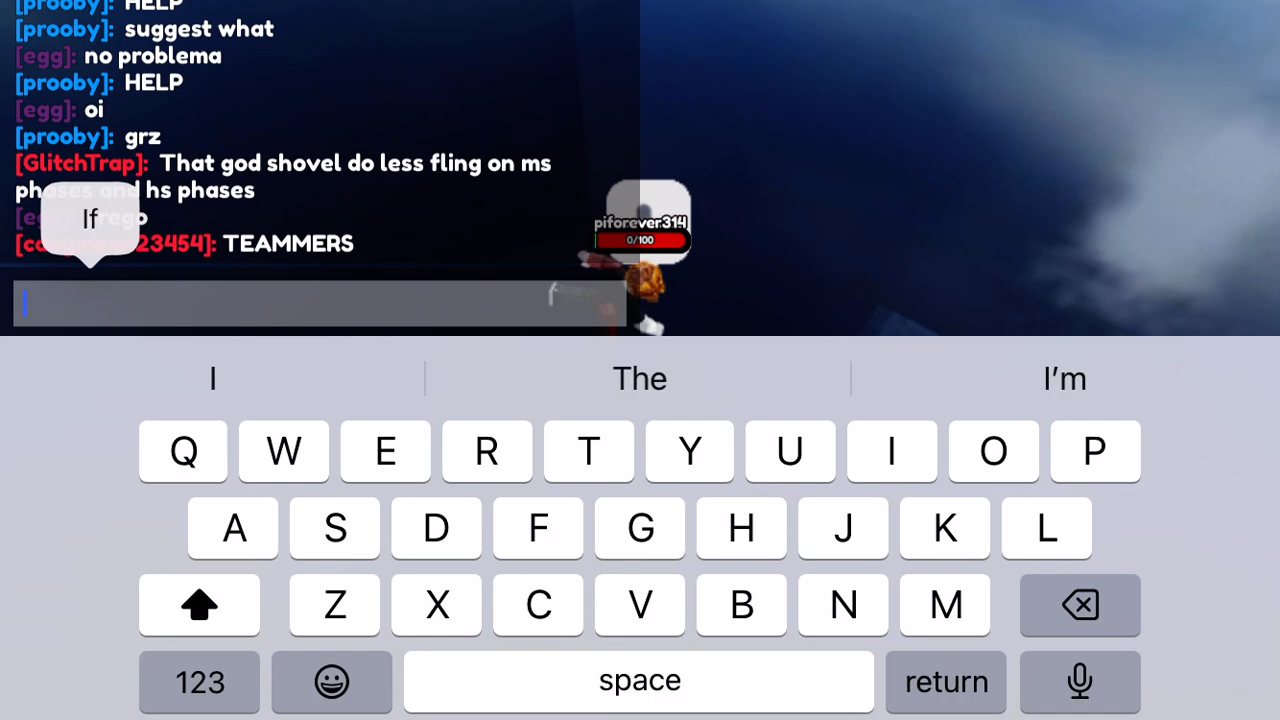 [prooby]: HELP
[prooby]: suggest what
[egg]: no problema
[prooby]: HELP
[egg]: oi
[prooby]: grz
[GlitchTrap]: That god shovel do less fling on ms
phases and hs phases
If
TEAMMERS
piforever314
0/100
I The I’m
Q W E R T Y U I O P
A S D F G H J K L
Z X C V B N M
123 space return